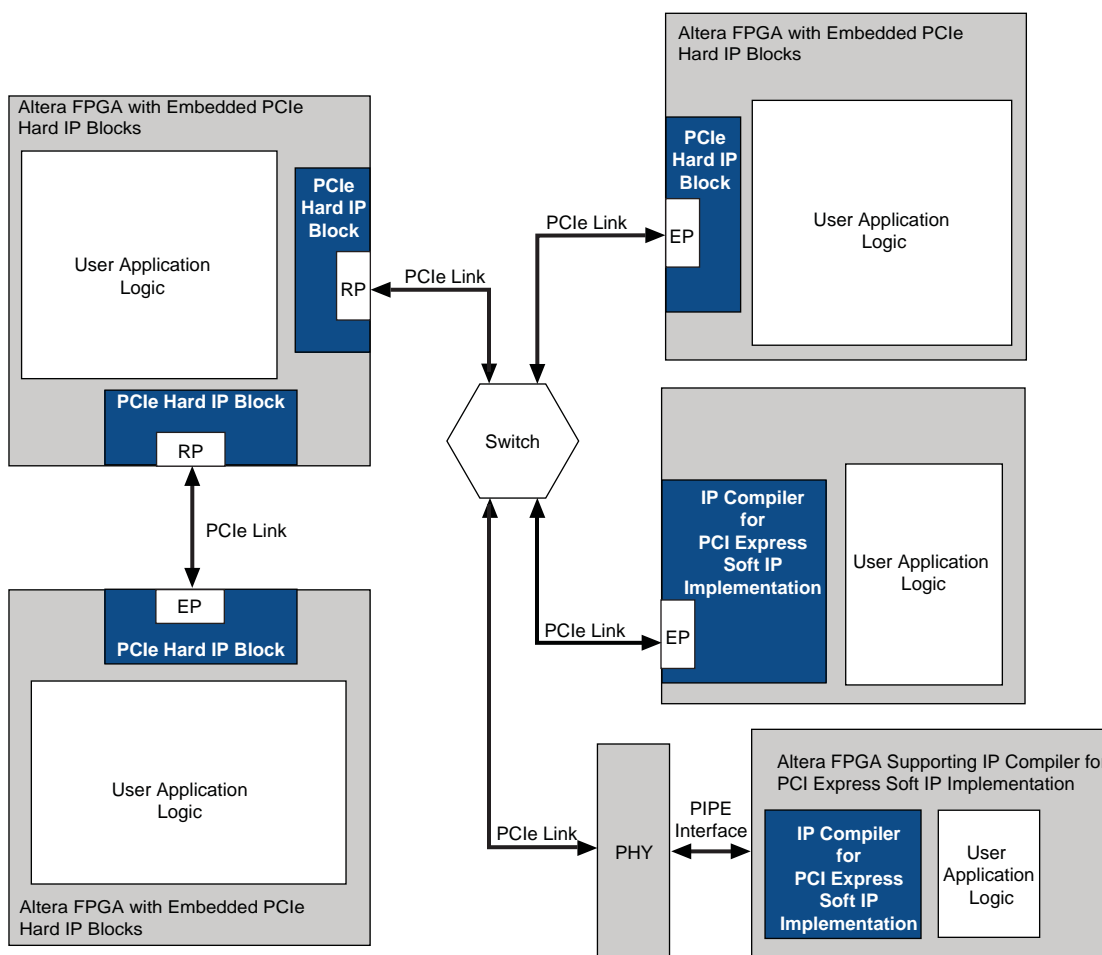 Altera FPGA with Embedded PCIe
Hard IP Blocks
User Application
Logic
PCIe
Hard IP
Block
RP
PCIe Hard IP Block
RP
PCIe Link
EP
PCIe Hard IP Block
User Application
Logic
Altera FPGA with Embedded PCIe
Hard IP Blocks
PCIe Link
Switch
PCIe Link
Altera FPGA with Embedded PCIe
Hard IP Blocks
PCIe
Hard IP
Block
EP
User Application
Logic
PCIe Link
IP Compiler
for
PCI Express
Soft IP
Implementation
EP
User Application
Logic
PCIe Link
PHY
PIPE
Interface
Altera FPGA Supporting IP Compiler for
PCI Express Soft IP Implementation
IP Compiler
for
PCI Express
Soft IP
Implementation
User
Application
Logic